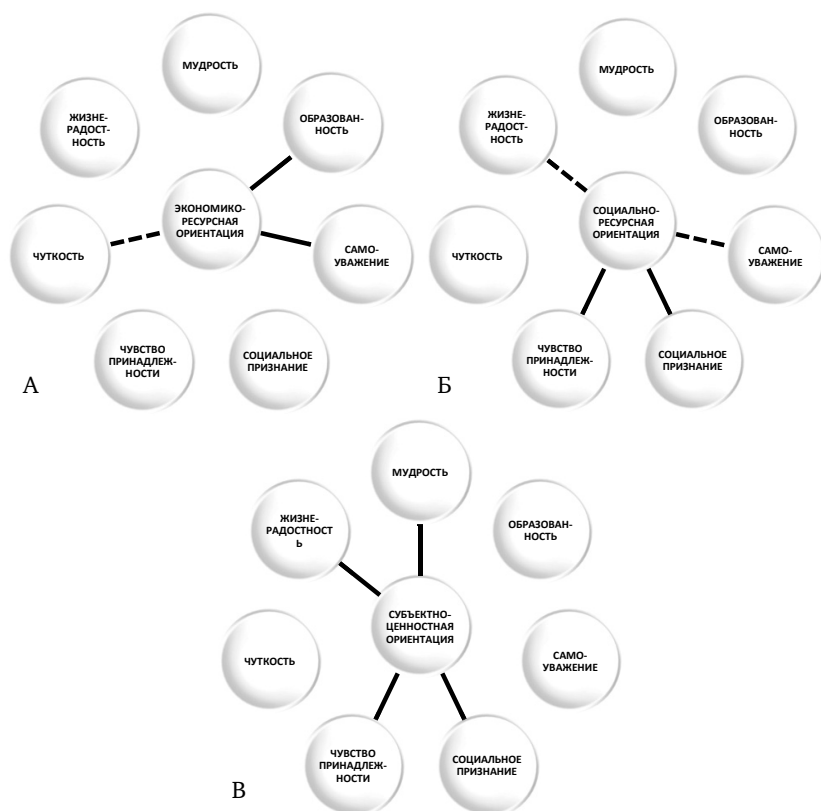 МУДРОСТЬ
ЖИЗНЕ-
РАДОСТ-
НОСТЬ
ОБРАЗОВАН-
НОСТЬ
ЭКОНОМИКО-
РЕСУРСНАЯ
ОРИЕНТАЦИЯ
ЧУТКОСТЬ
САМО-
УВАЖЕНИЕ
ЧУВСТВО
ПРИНАДЛЕЖ-
НОСТИ
СОЦИАЛЬНОЕ
ПРИЗНАНИЕ
А
МУДРОСТЬ
ЖИЗНЕ-
РАДОСТ-
НОСТЬ
ОБРАЗОВАН-
НОСТЬ
СОЦИАЛЬНО-
РЕСУРСНАЯ
ОРИЕНТАЦИЯ
ЧУТКОСТЬ
САМО-
УВАЖЕНИЕ
ЧУВСТВО
ПРИНАДЛЕЖ-
НОСТИ
СОЦИАЛЬНОЕ
ПРИЗНАНИЕ
Б
МУДРОСТЬ
ЖИЗНЕ-
РАДОСТНОСТ
Ь
ОБРАЗОВАН-
НОСТЬ
СУБЪЕКТНО-
ЦЕННОСТНАЯ
ОРИЕНТАЦИЯ
ЧУТКОСТЬ
САМО-
УВАЖЕНИЕ
ЧУВСТВО
ПРИНАДЛЕЖ-
НОСТИ
СОЦИАЛЬНОЕ
ПРИЗНАНИЕ
В